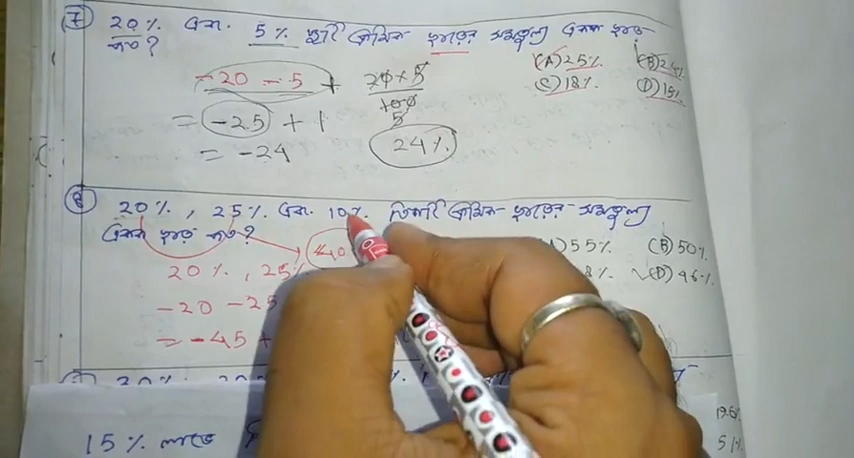 7 20% এবং 5% দুটি ক্রমিক ছাড়ের সমতুল্য একক ছাড়
কত?
(A) 25% (B) 24%
(C) 18% (D) 15%
-20 - 5 + 20×5/100
= -25 + 1
= -24
24%
8 20%, 25% এবং 10% তিনটি ক্রমিক ছাড়ের সমতুল্য
একক ছাড় কত?
40
(A) 55% (B) 50%
8% (D) 46%
20%, 25%
-20 -25
= -45 +
15% লাভে